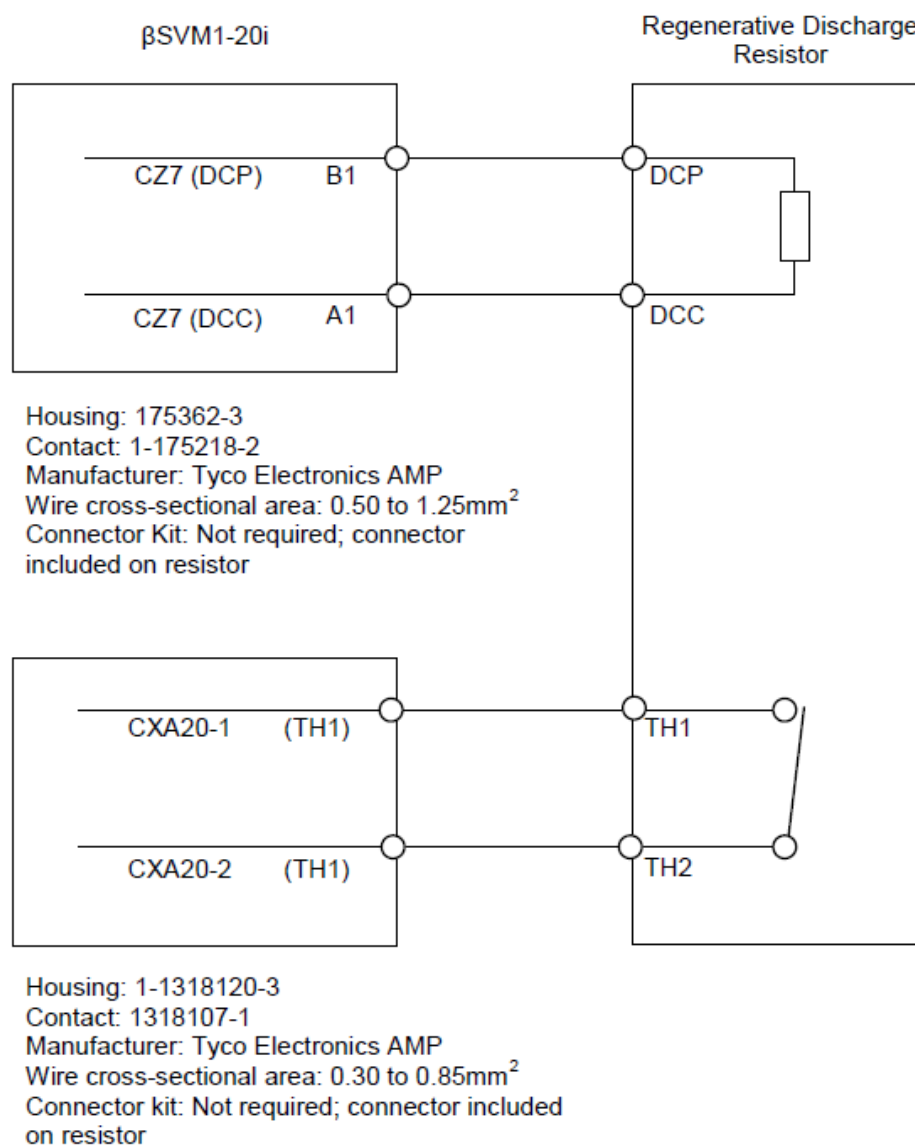 βSVM1-20i
Regenerative Discharge
Resistor
CZ7 (DCP) B1
DCP
CZ7 (DCC) A1
DCC
Housing: 175362-3
Contact: 1-175218-2
Manufacturer: Tyco Electronics AMP
Wire cross-sectional area: 0.50 to 1.25mm²
Connector Kit: Not required; connector
included on resistor
CXA20-1 (TH1)
TH1
CXA20-2 (TH1)
TH2
Housing: 1-1318120-3
Contact: 1318107-1
Manufacturer: Tyco Electronics AMP
Wire cross-sectional area: 0.30 to 0.85mm²
Connector kit: Not required; connector included
on resistor